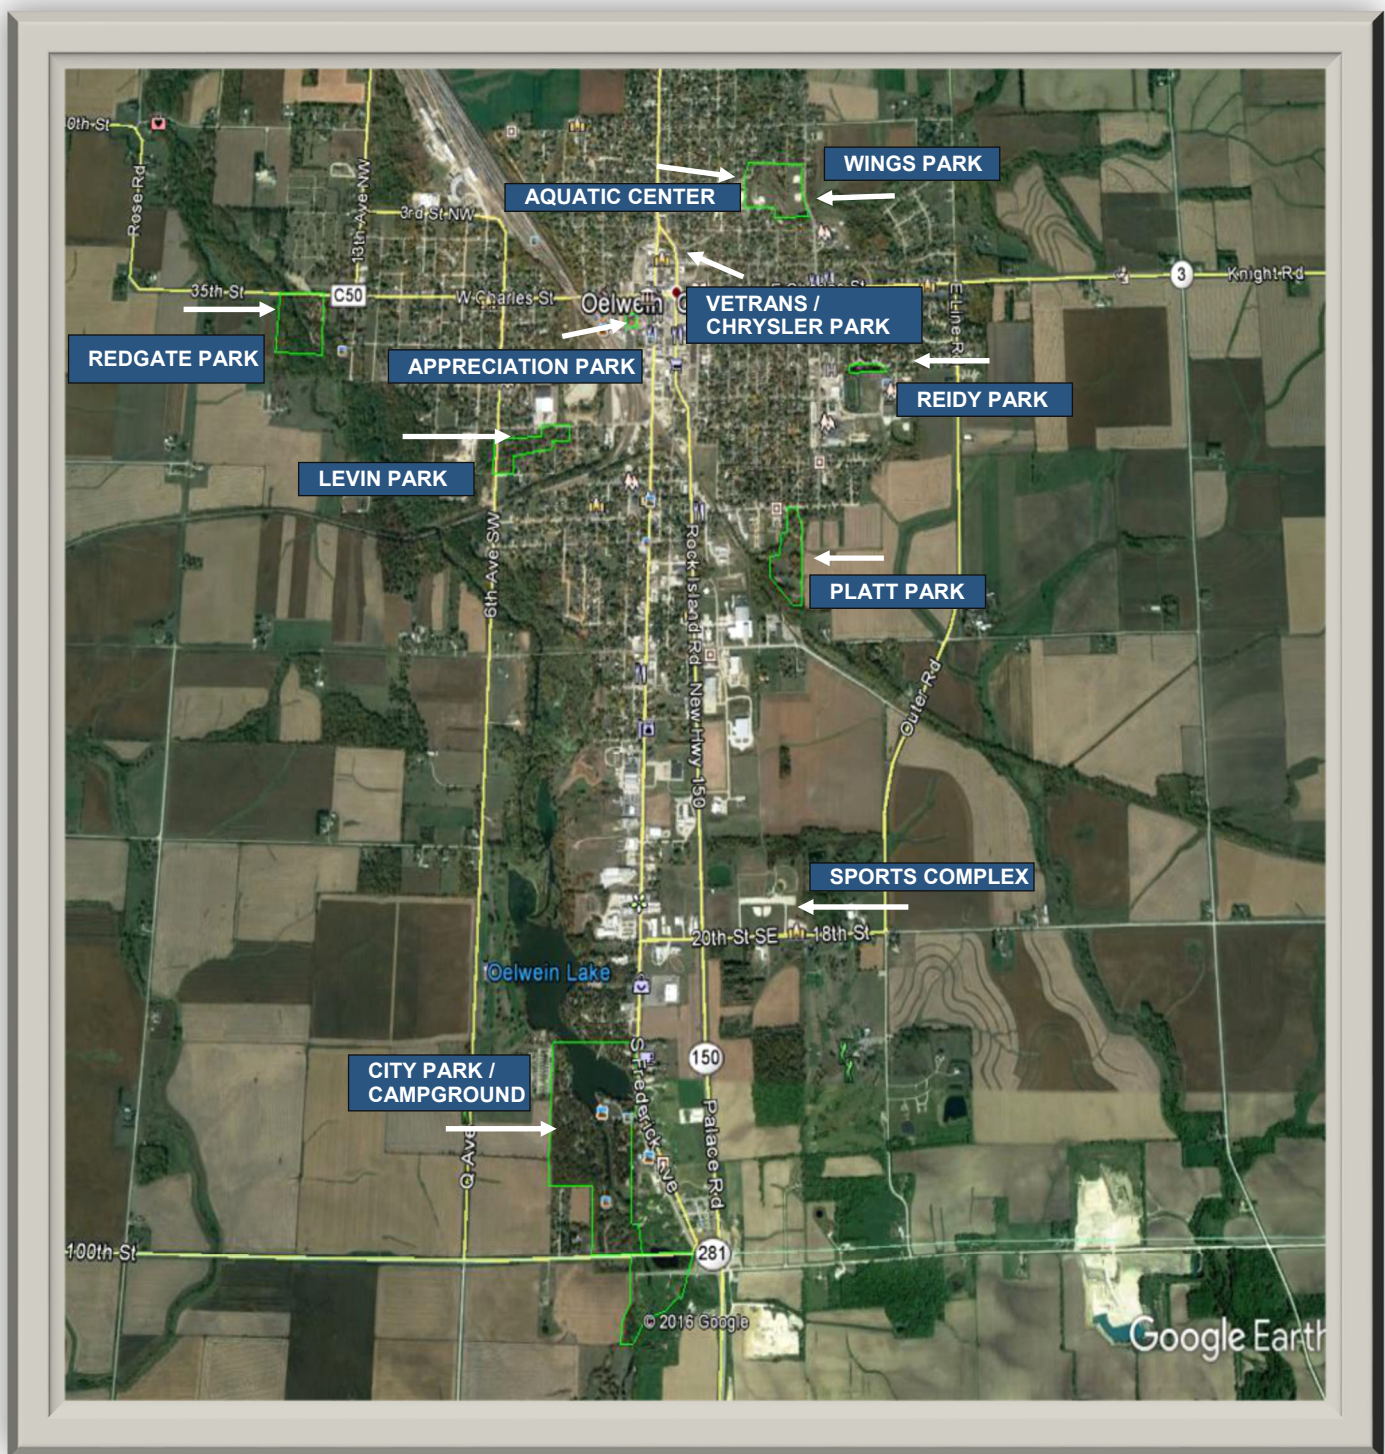 0th St
Rose Rd
13th Ave NW
3rd St NW
AQUATIC CENTER
WINGS PARK
35th St
C50
W Charles St
Oelwein
3
Knight Rd
VETRANS /
CHRYSLER PARK
REDGATE PARK
APPRECIATION PARK
REIDY PARK
LEVIN PARK
6th Ave SW
Rock Island Rd
PLATT PARK
Outer Rd
New Hwy 150
SPORTS COMPLEX
20th St SE
18th St
Oelwein Lake
CITY PARK /
CAMPGROUND
S Frederick Ave
150
Palace Rd
Q Ave
100th St
281
© 2016 Google
Google Earth